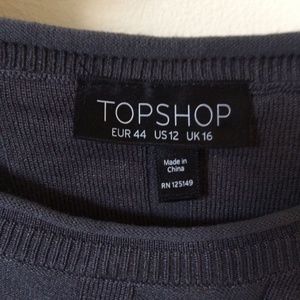 TOPSHOP
EUR 44 US 12 UK 16
Made in
China
RN 125149